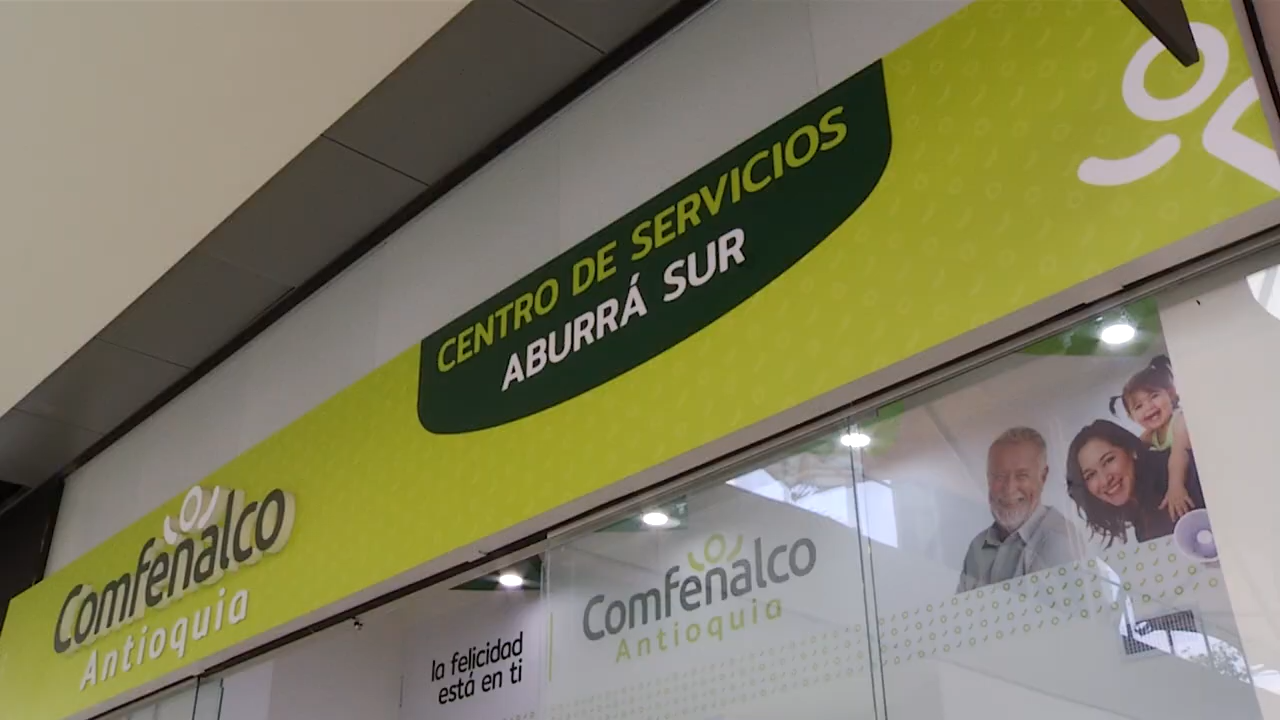 CENTRO DE SERVICIOS
ABURRÁ SUR
Comfenalco
Antioquia
la felicidad
está en ti
Comfenalco
Antioquia